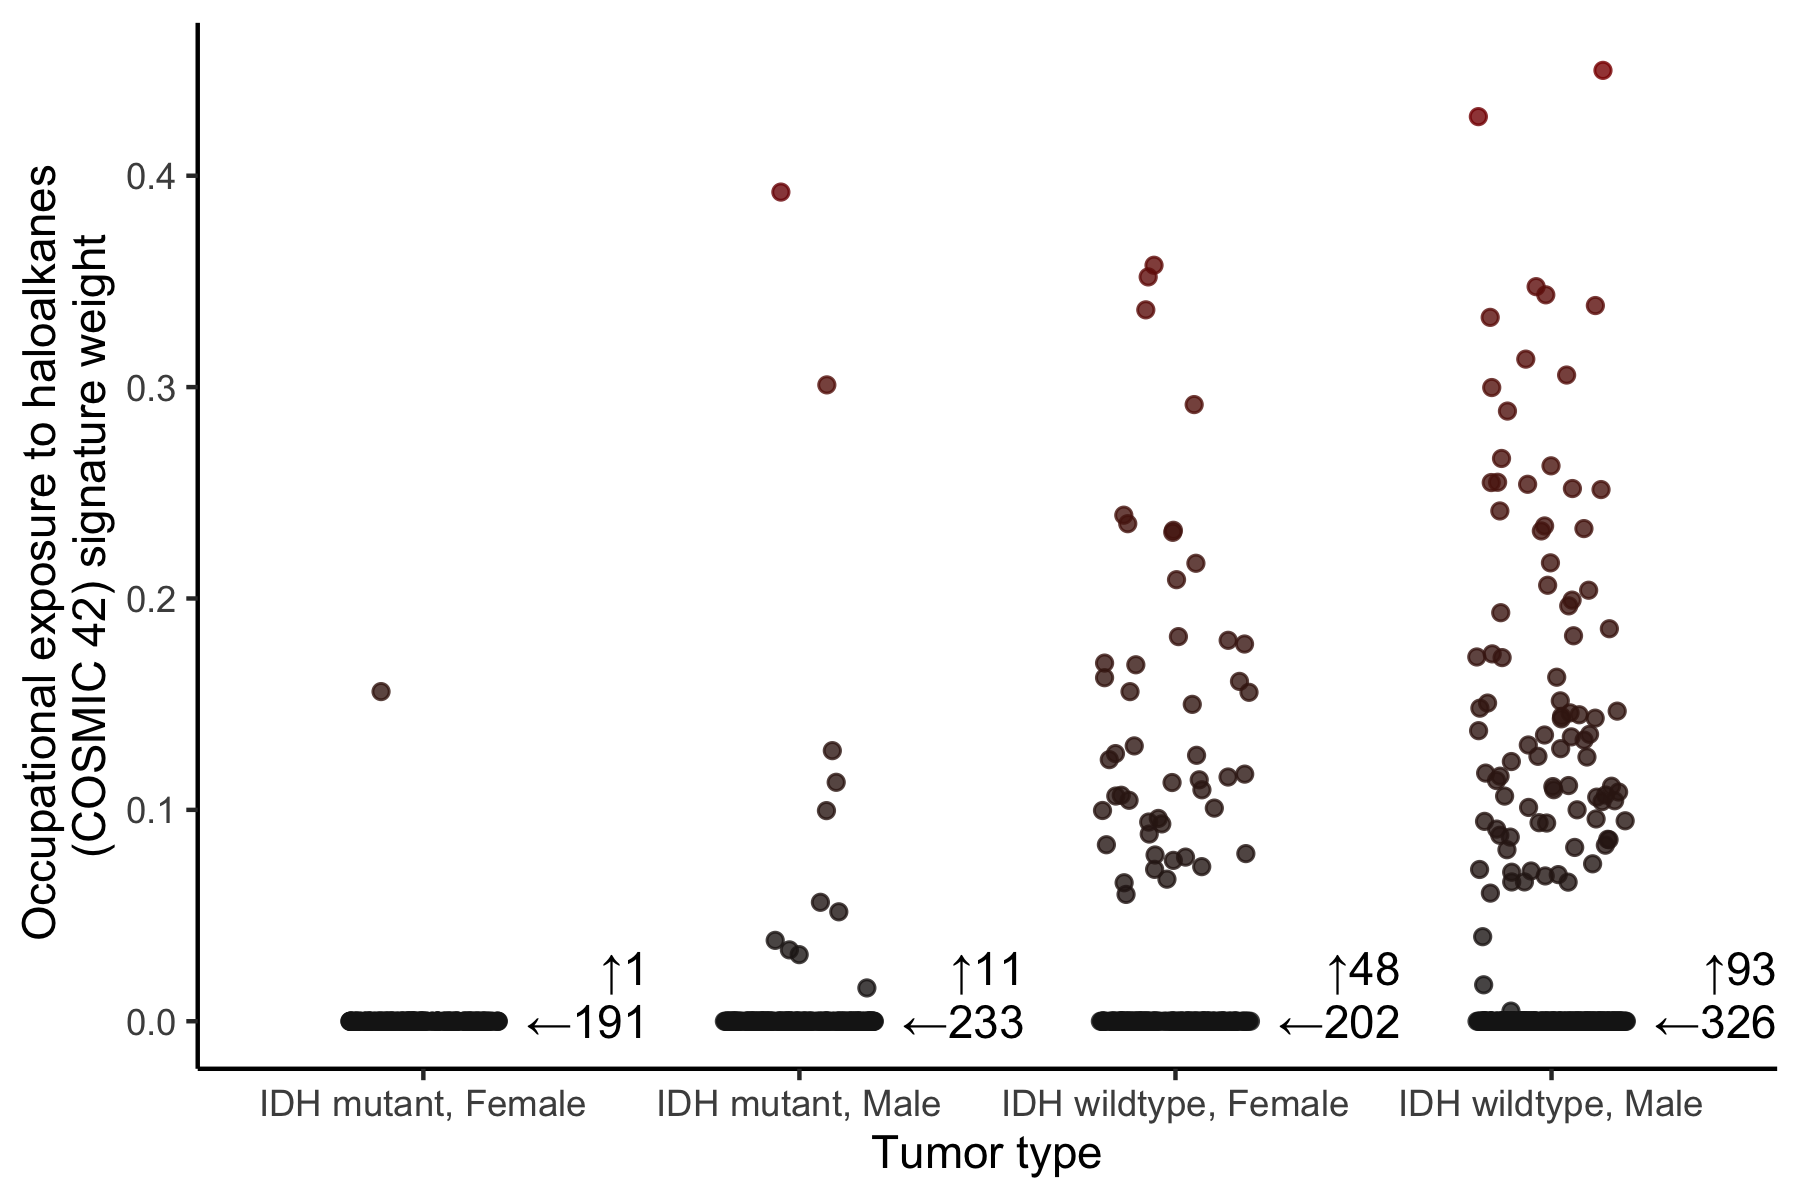 Occupational exposure to haloalkanes
(COSMIC 42) signature weight
0.4
0.3
0.2
0.1
0.0
↑1
←191
↑11
←233
↑48
←202
↑93
←326
IDH mutant, Female
IDH mutant, Male
IDH wildtype, Female
IDH wildtype, Male
Tumor type